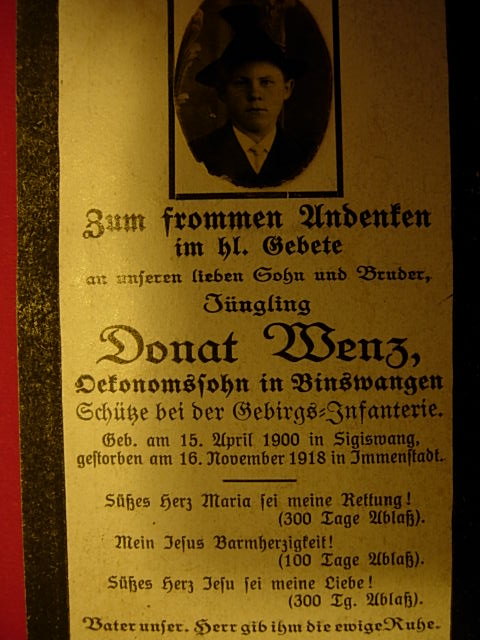 Zum frommen Andenken
im hl. Gebete
an unseren lieben Sohn und Bruder,
Jüngling
Donat Wenz,
Oekonomssohn in Binswangen
Schütze bei der Gebirgs-Infanterie.
Geb. am 15. April 1900 in Sigiswang,
gestorben am 16. November 1918 in Immenstadt.
Süßes Herz Maria sei meine Rettung!
(300 Tage Ablaß).
Mein Jesus Barmherzigkeit!
(100 Tage Ablaß).
Süßes Herz Jesu sei meine Liebe!
(300 Tg. Ablaß).
Vater unser. Herr gib ihm die ewige Ruhe.